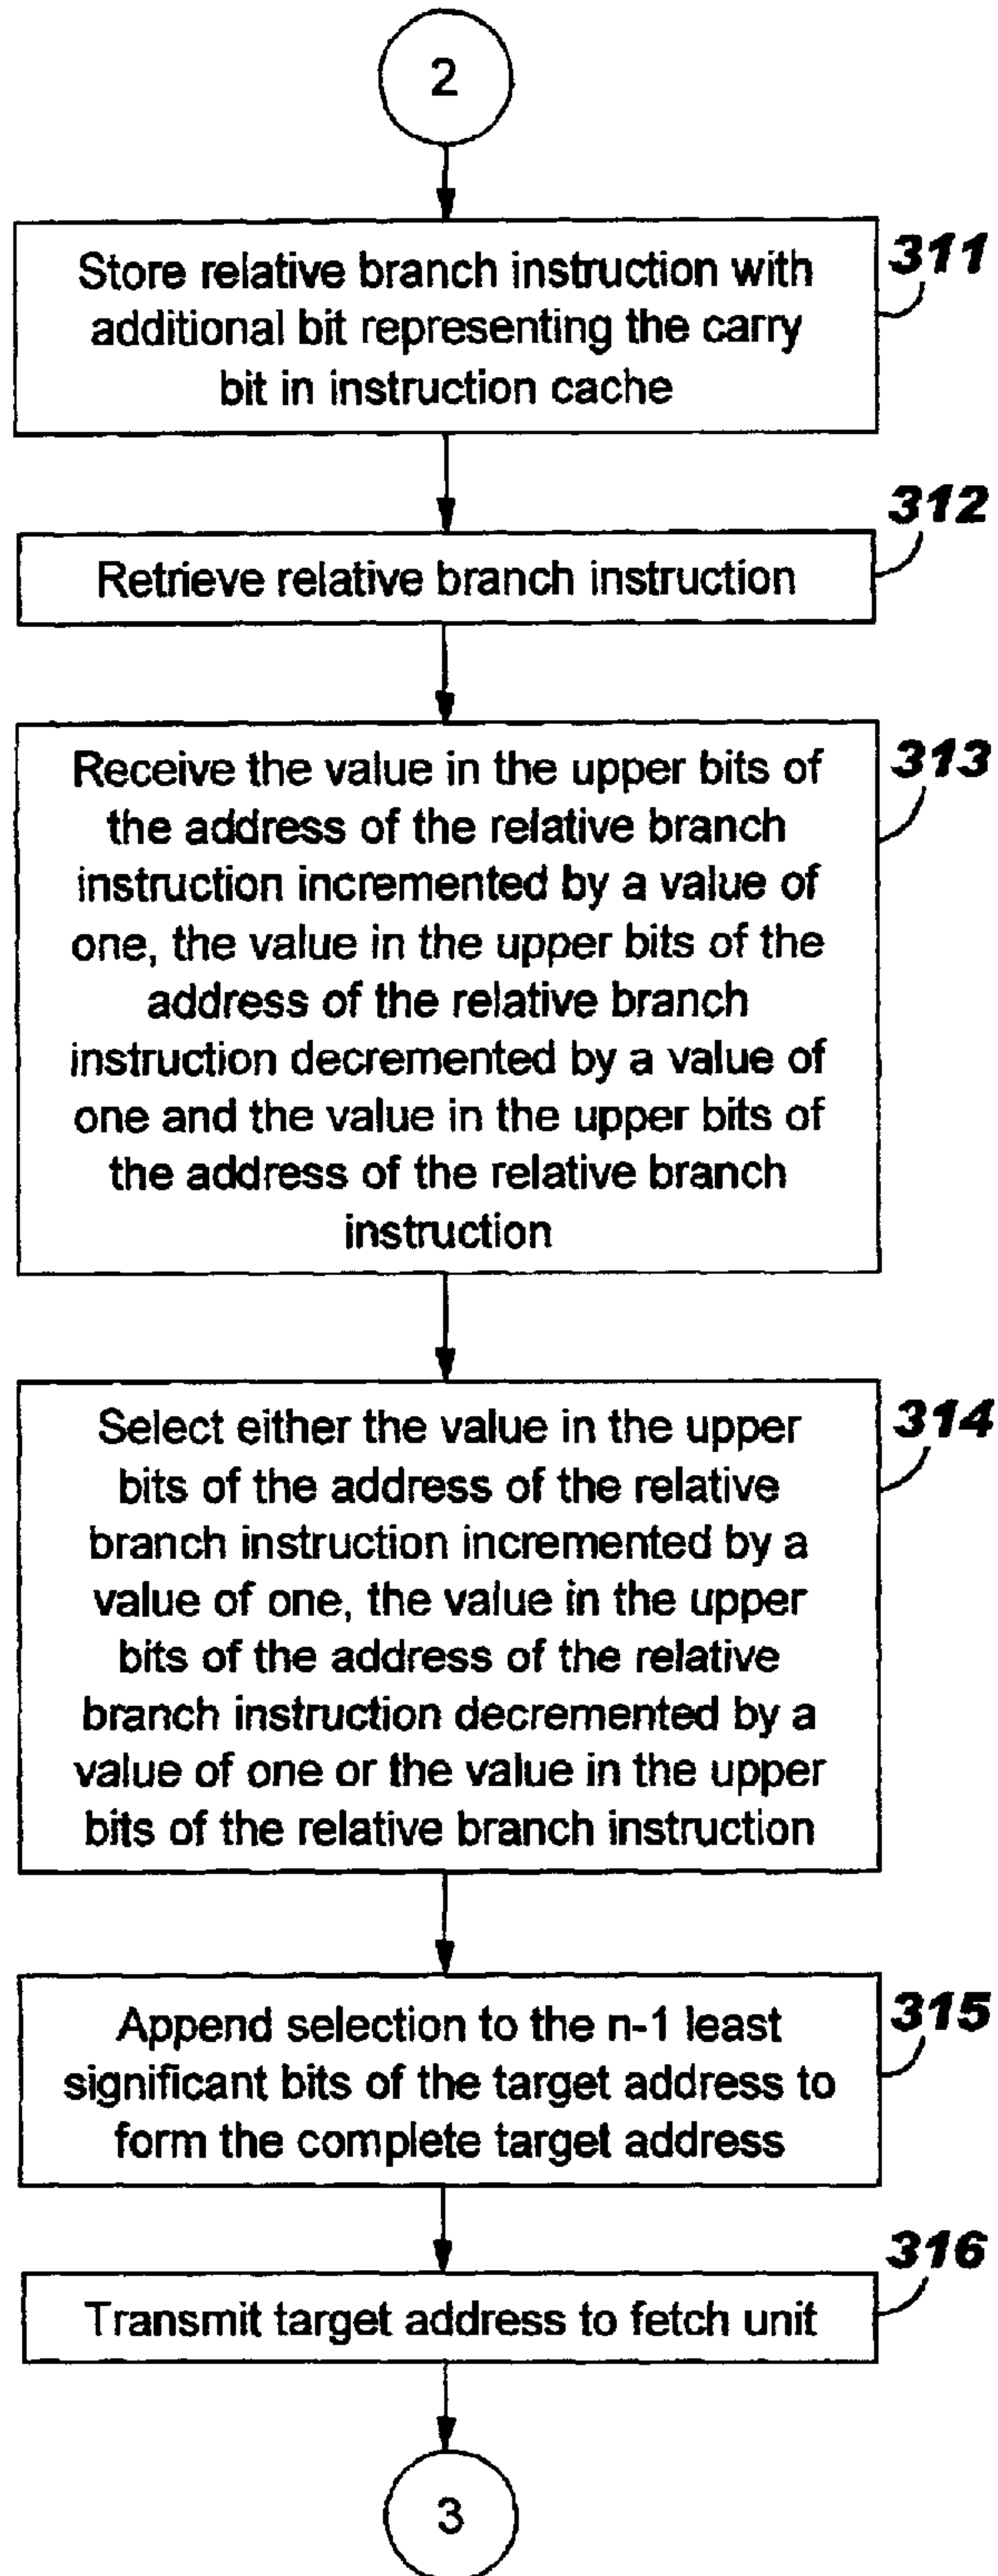 2
Store relative branch instruction with
additional bit representing the carry
bit in instruction cache
311
Retrieve relative branch instruction
312
Receive the value in the upper bits of
the address of the relative branch
instruction incremented by a value of
one, the value in the upper bits of the
address of the relative branch
instruction decremented by a value of
one and the value in the upper bits of
the address of the relative branch
instruction
313
Select either the value in the upper
bits of the address of the relative
branch instruction incremented by a
value of one, the value in the upper
bits of the address of the relative
branch instruction decremented by a
value of one or the value in the upper
bits of the relative branch instruction
314
Append selection to the n-1 least
significant bits of the target address to
form the complete target address
315
Transmit target address to fetch unit
316
3